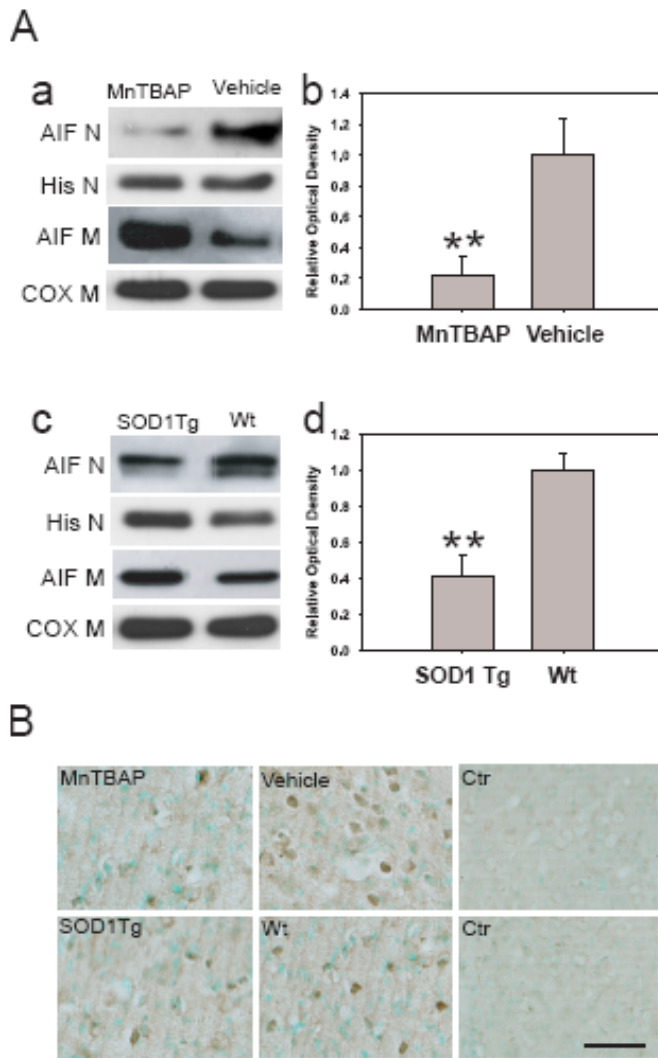 A
a
MnTBAP Vehicle
AIF N
His N
AIF M
COX M
b
Relative Optical Density
1.4
1.2
1.0
0.8
0.6
0.4
0.2
0.0
**
MnTBAP Vehicle
c
SOD1Tg Wt
AIF N
His N
AIF M
COX M
d
Relative Optical Density
1.2
1.0
0.8
0.6
0.4
0.2
0.0
**
SOD1 Tg Wt
B
MnTBAP Vehicle Ctr
SOD1Tg Wt Ctr